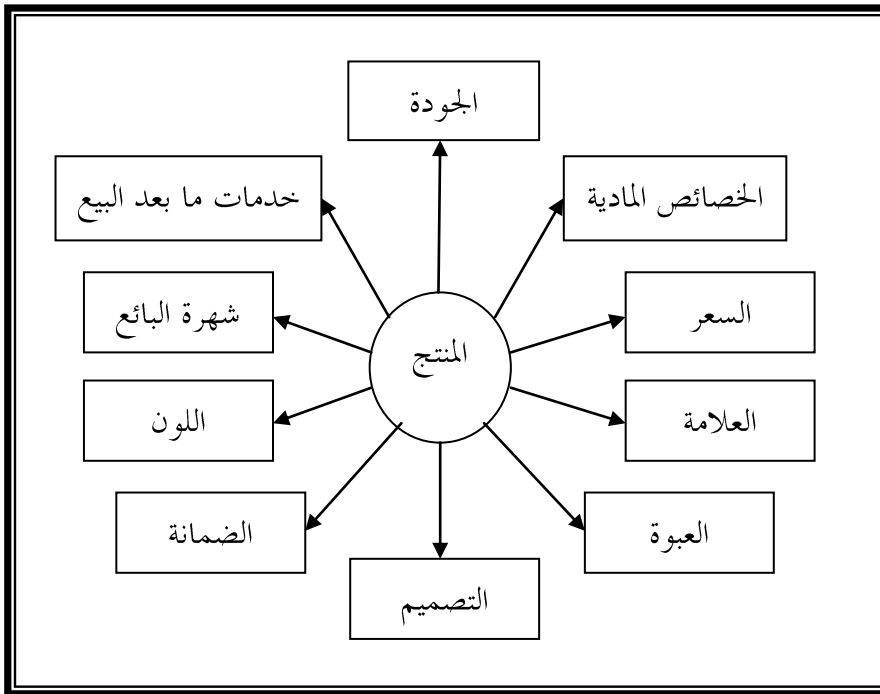 الجودة
الخصائص المادية
خدمات ما بعد البيع
السعر
شهرة البائع
المنتج
العلامة
اللون
العبوة
الضمانة
التصميم